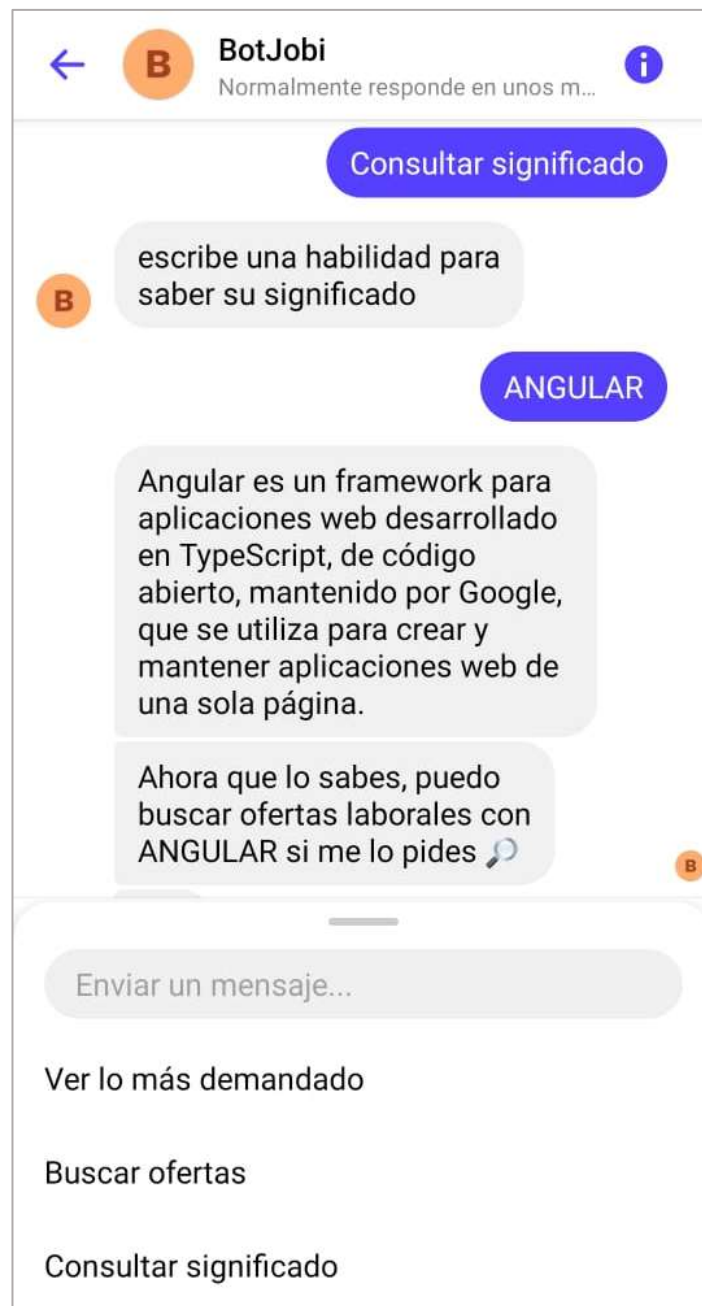 B
BotJobi
Normalmente responde en unos m...
Consultar significado
escribe una habilidad para
saber su significado
B
ANGULAR
Angular es un framework para
aplicaciones web desarrollado
en TypeScript, de código
abierto, mantenido por Google,
que se utiliza para crear y
mantener aplicaciones web de
una sola página.
Ahora que lo sabes, puedo
buscar ofertas laborales con
ANGULAR si me lo pides 🔎
B
Enviar un mensaje...
Ver lo más demandado
Buscar ofertas
Consultar significado